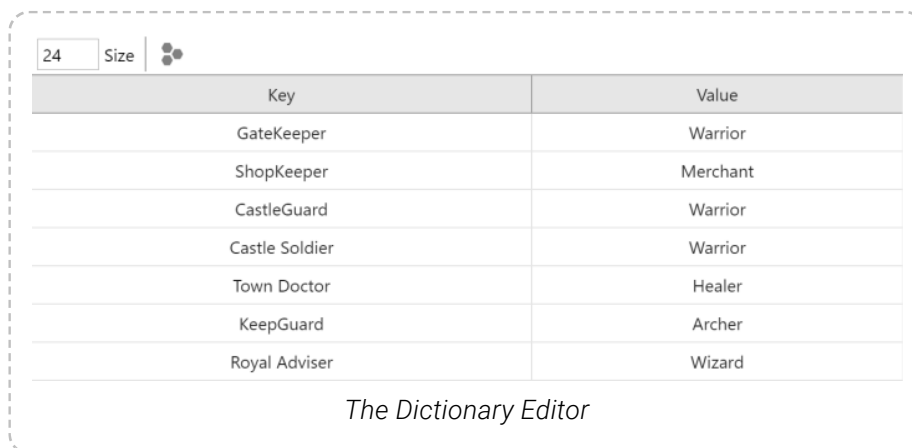 24 Size
Key Value
GateKeeper Warrior
ShopKeeper Merchant
CastleGuard Warrior
Castle Soldier Warrior
Town Doctor Healer
KeepGuard Archer
Royal Adviser Wizard
The Dictionary Editor